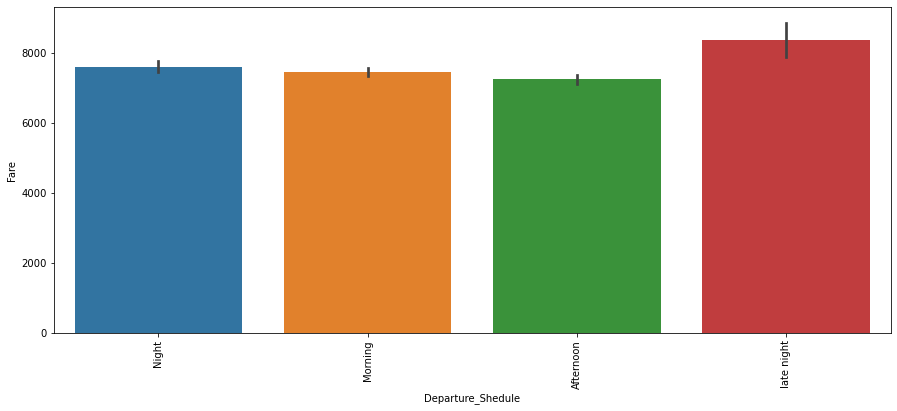 8000
6000
4000
2000
0
Fare
Night
Morning
Afternoon
late night
Departure_Shedule